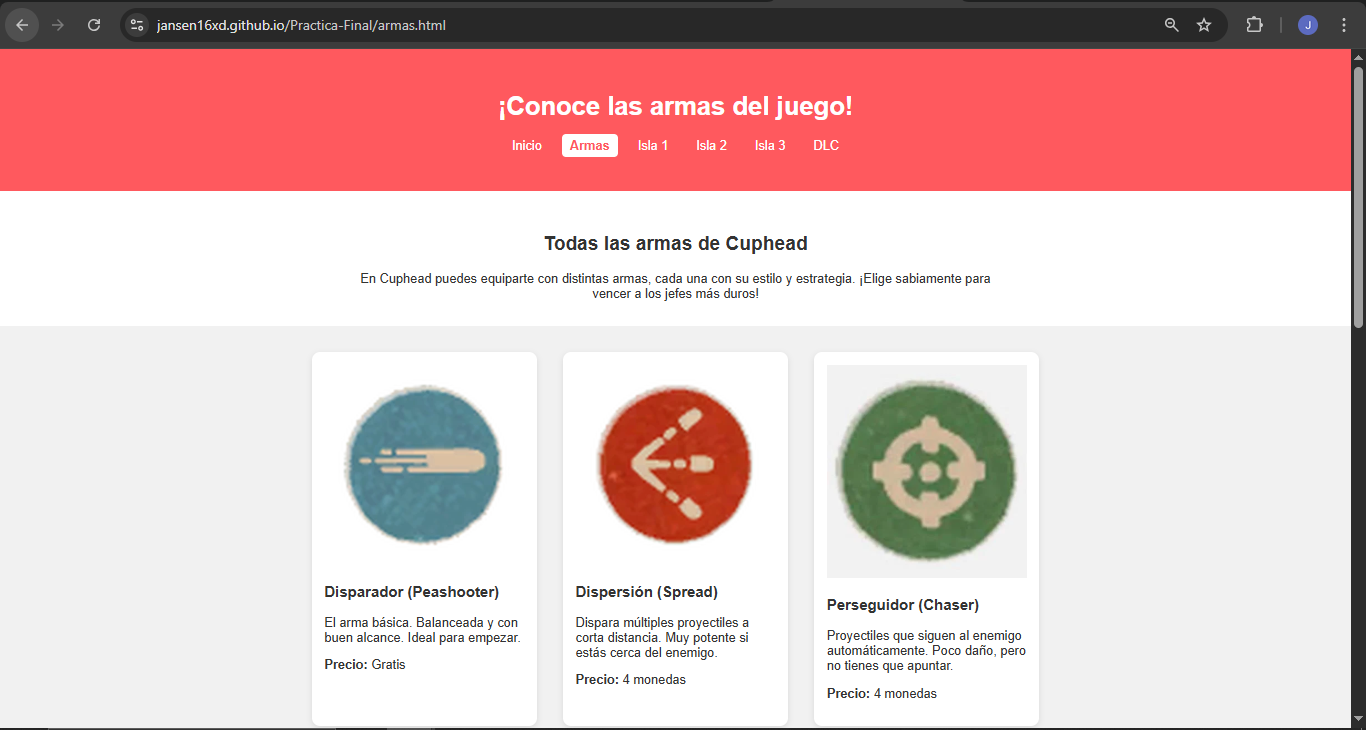 jansen16xd.github.io/Practica-Final/armas.html
J
¡Conoce las armas del juego!
Inicio Armas Isla 1 Isla 2 Isla 3 DLC
Todas las armas de Cuphead
En Cuphead puedes equiparte con distintas armas, cada una con su estilo y estrategia. ¡Elige sabiamente para
vencer a los jefes más duros!
Disparador (Peashooter)
El arma básica. Balanceada y con
buen alcance. Ideal para empezar.
Precio: Gratis
Dispersión (Spread)
Dispara múltiples proyectiles a
corta distancia. Muy potente si
estás cerca del enemigo.
Precio: 4 monedas
Perseguidor (Chaser)
Proyectiles que siguen al enemigo
automáticamente. Poco daño, pero
no tienes que apuntar.
Precio: 4 monedas